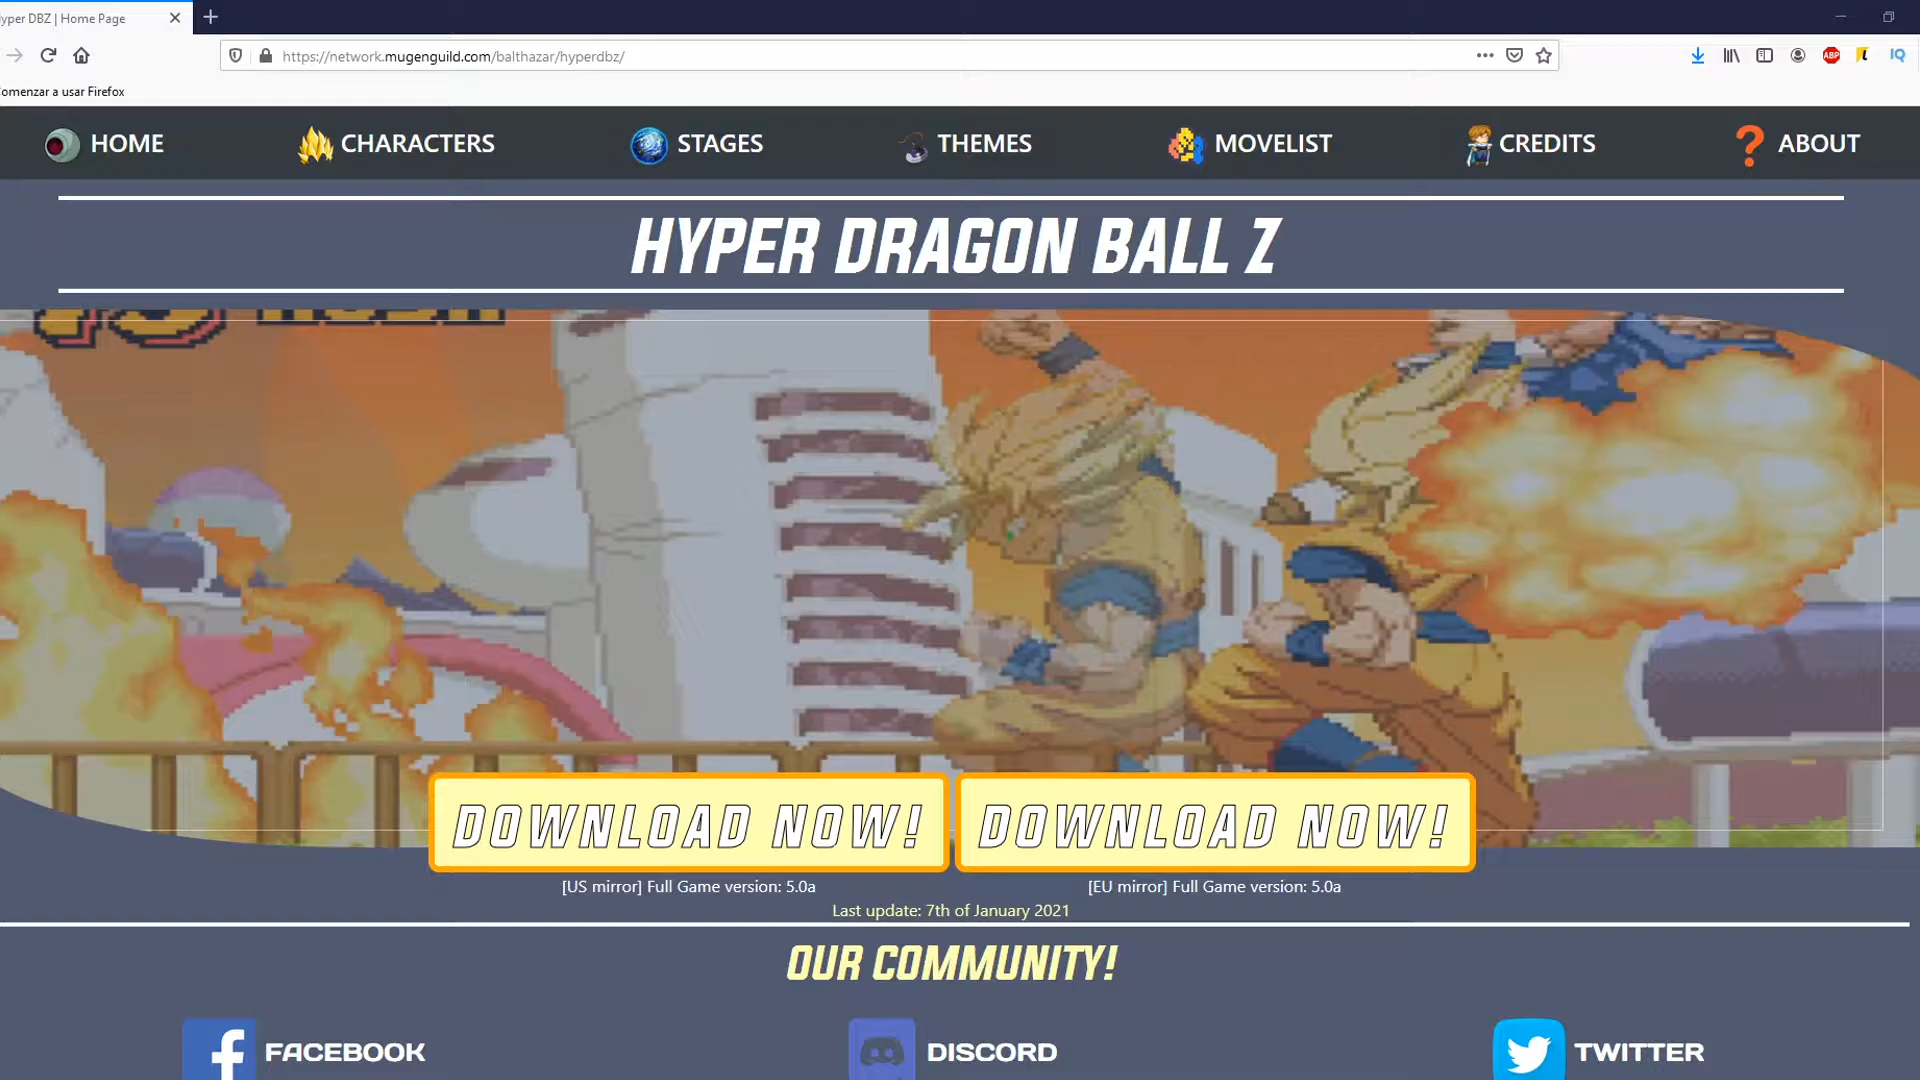 yper DBZ | Home Page
https://network.mugenguild.com/balthazar/hyperdbz/
ABP
IQ
omenzar a usar Firefox
HOME
CHARACTERS
STAGES
THEMES
MOVELIST
CREDITS
ABOUT
HYPER DRAGON BALL Z
DOWNLOAD NOW!
DOWNLOAD NOW!
[US mirror] Full Game version: 5.0a
[EU mirror] Full Game version: 5.0a
Last update: 7th of January 2021
OUR COMMUNITY!
FACEBOOK
DISCORD
TWITTER